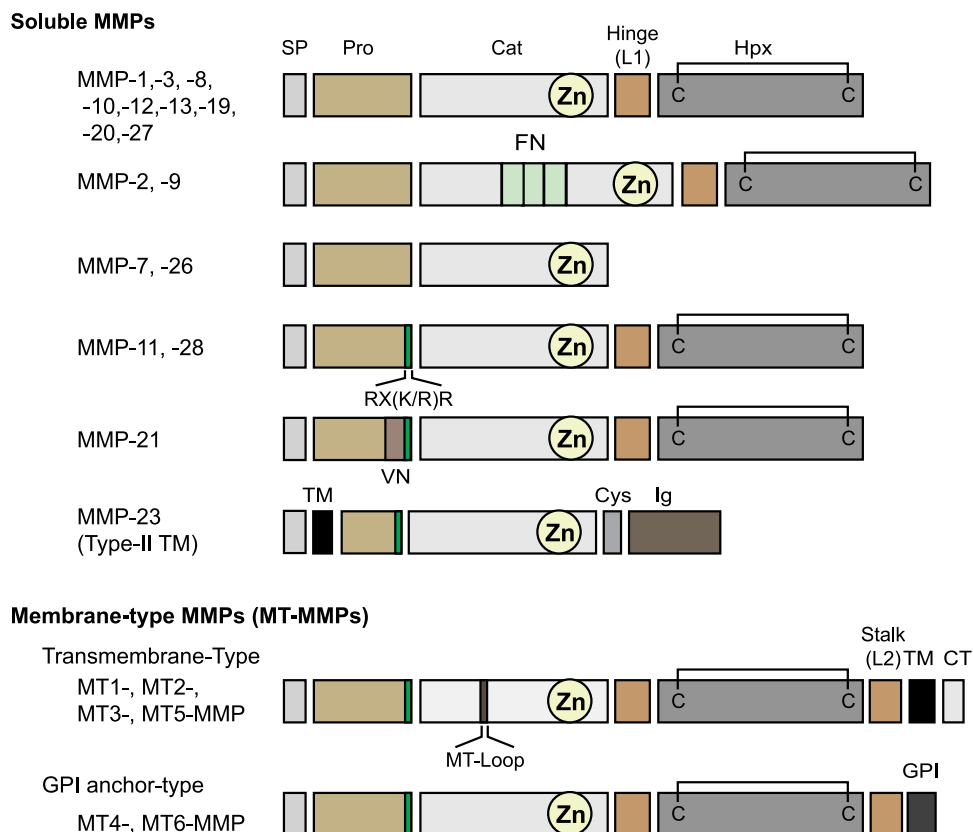 Soluble MMPs
SP Pro Cat Hinge (L1) Hpx
MMP-1,-3, -8,
-10,-12,-13,-19,
-20,-27
Zn C C
FN
MMP-2, -9
Zn C C
MMP-7, -26
Zn
MMP-11, -28
Zn C C
RX(K/R)R
MMP-21
Zn C C
VN
TM Cys Ig
MMP-23
(Type-II TM)
Zn
Membrane-type MMPs (MT-MMPs)
Stalk
(L2) TM CT
Transmembrane-Type
MT1-, MT2-,
MT3-, MT5-MMP
Zn C C
MT-Loop
GPI
GPI anchor-type
MT4-, MT6-MMP
Zn C C